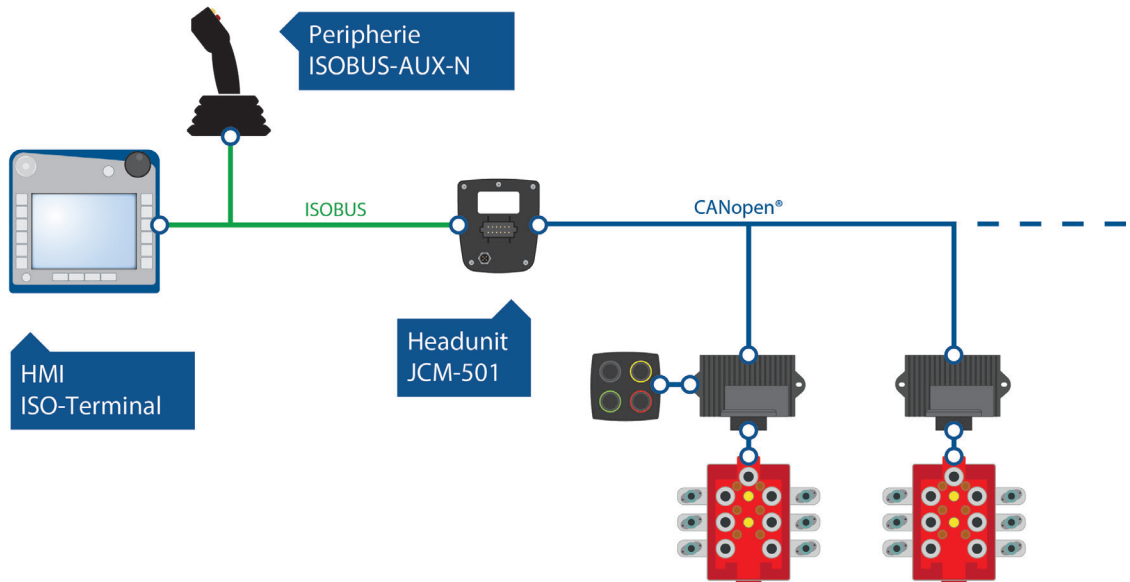 Peripherie
ISOBUS-AUX-N
ISOBUS
CANopen®
Headunit
JCM-501
HMI
ISO-Terminal